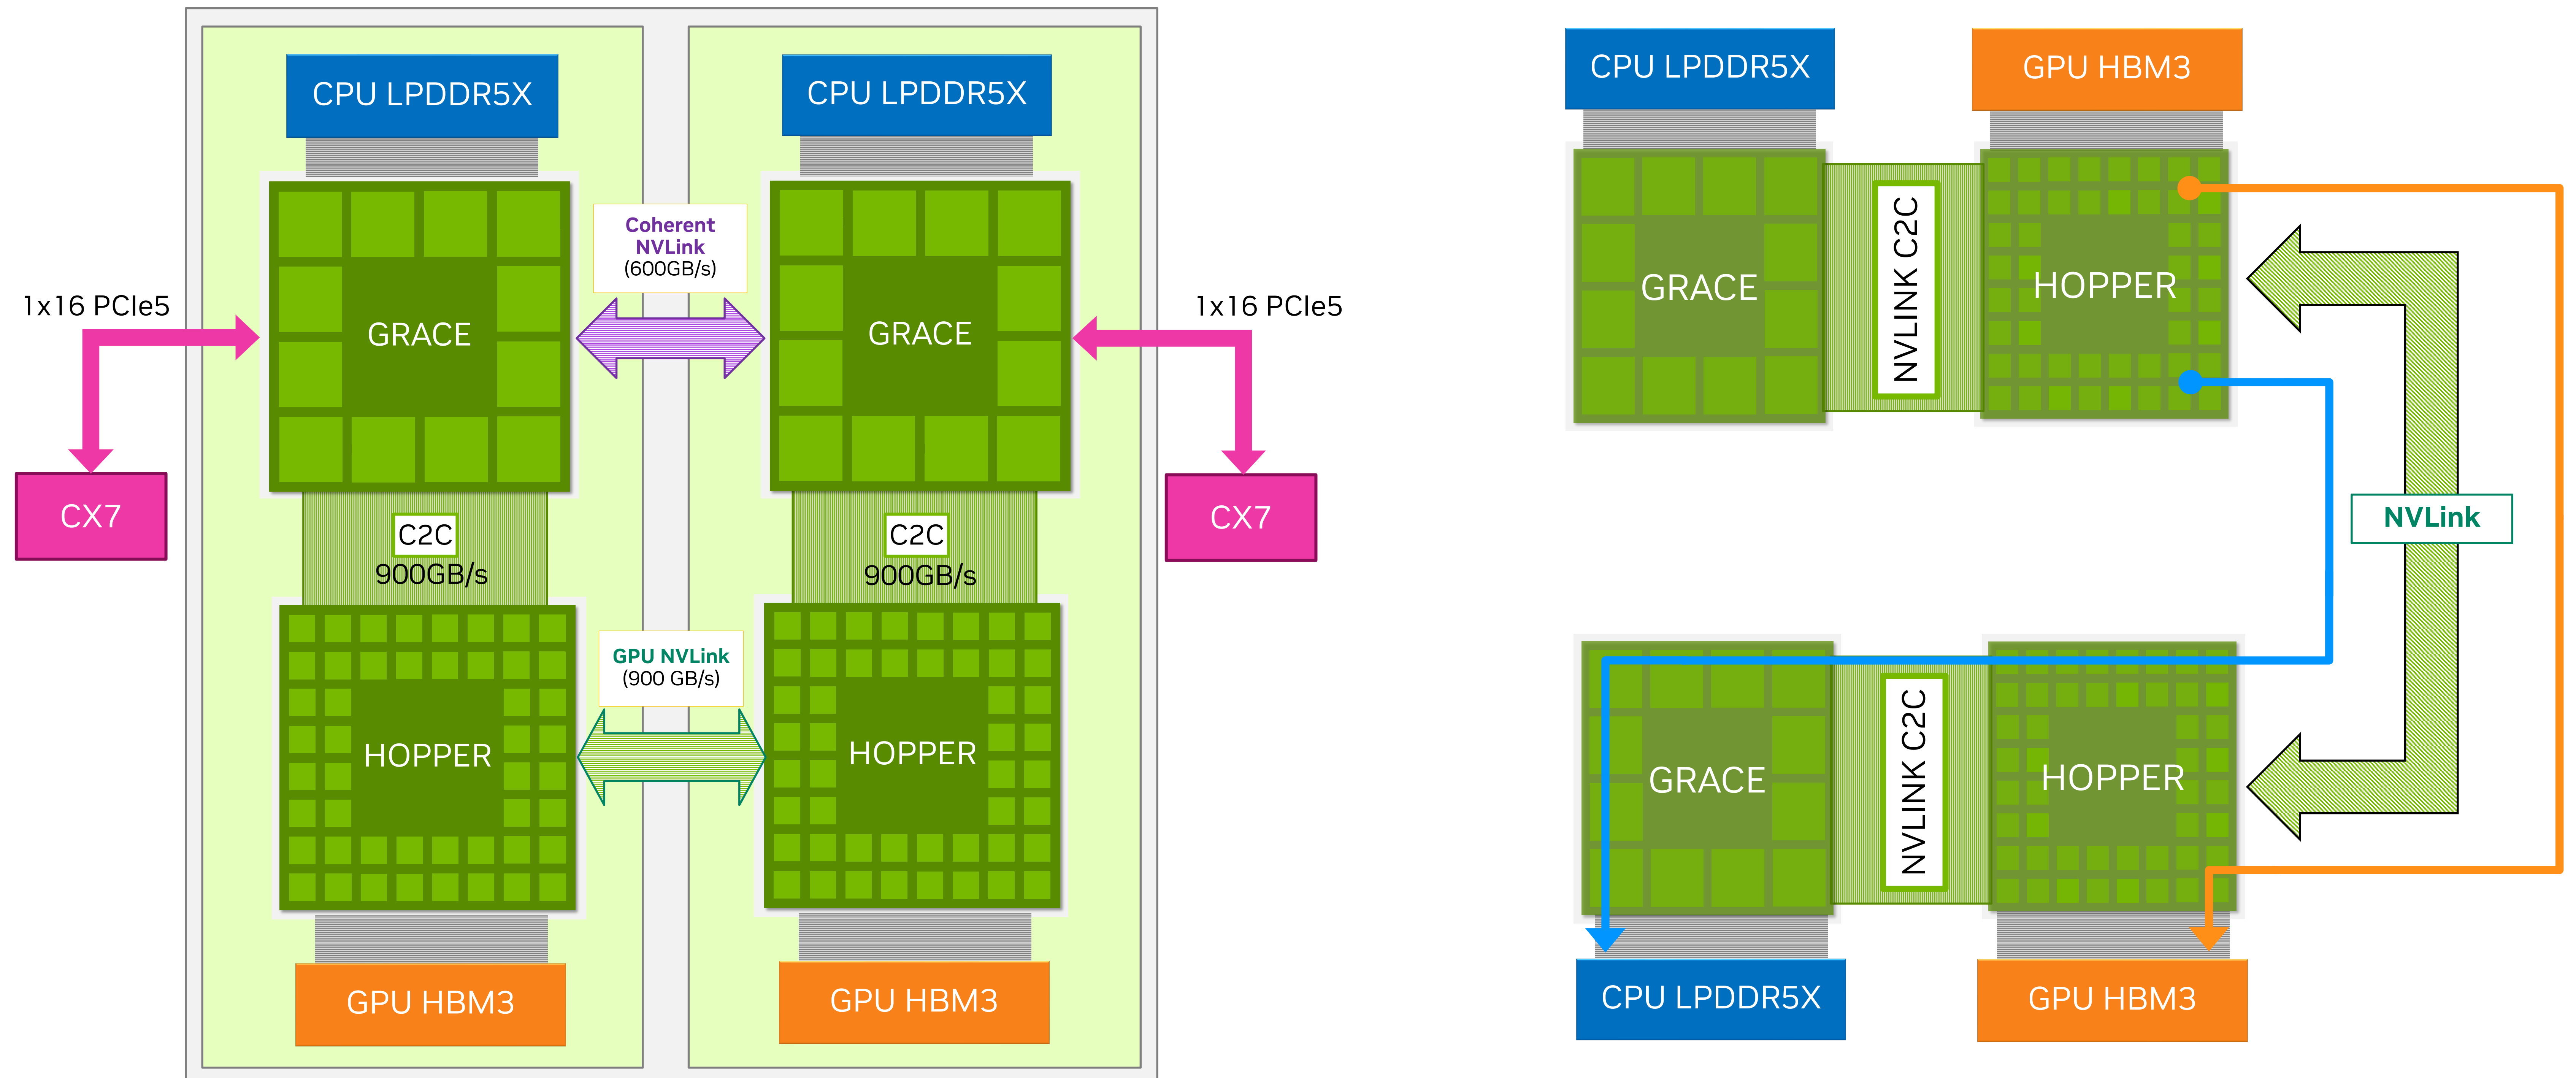 CPU LPDDR5X
CPU LPDDR5X
Coherent
NVLink
(600GB/s)
1x16 PCIe5
GRACE
GRACE
1x16 PCIe5
CX7
CX7
C2C
900GB/s
C2C
900GB/s
GPU NVLink
(900 GB/s)
HOPPER
HOPPER
GPU HBM3
GPU HBM3
CPU LPDDR5X
GPU HBM3
GRACE
NVLINK C2C
HOPPER
NVLink
GRACE
NVLINK C2C
HOPPER
CPU LPDDR5X
GPU HBM3